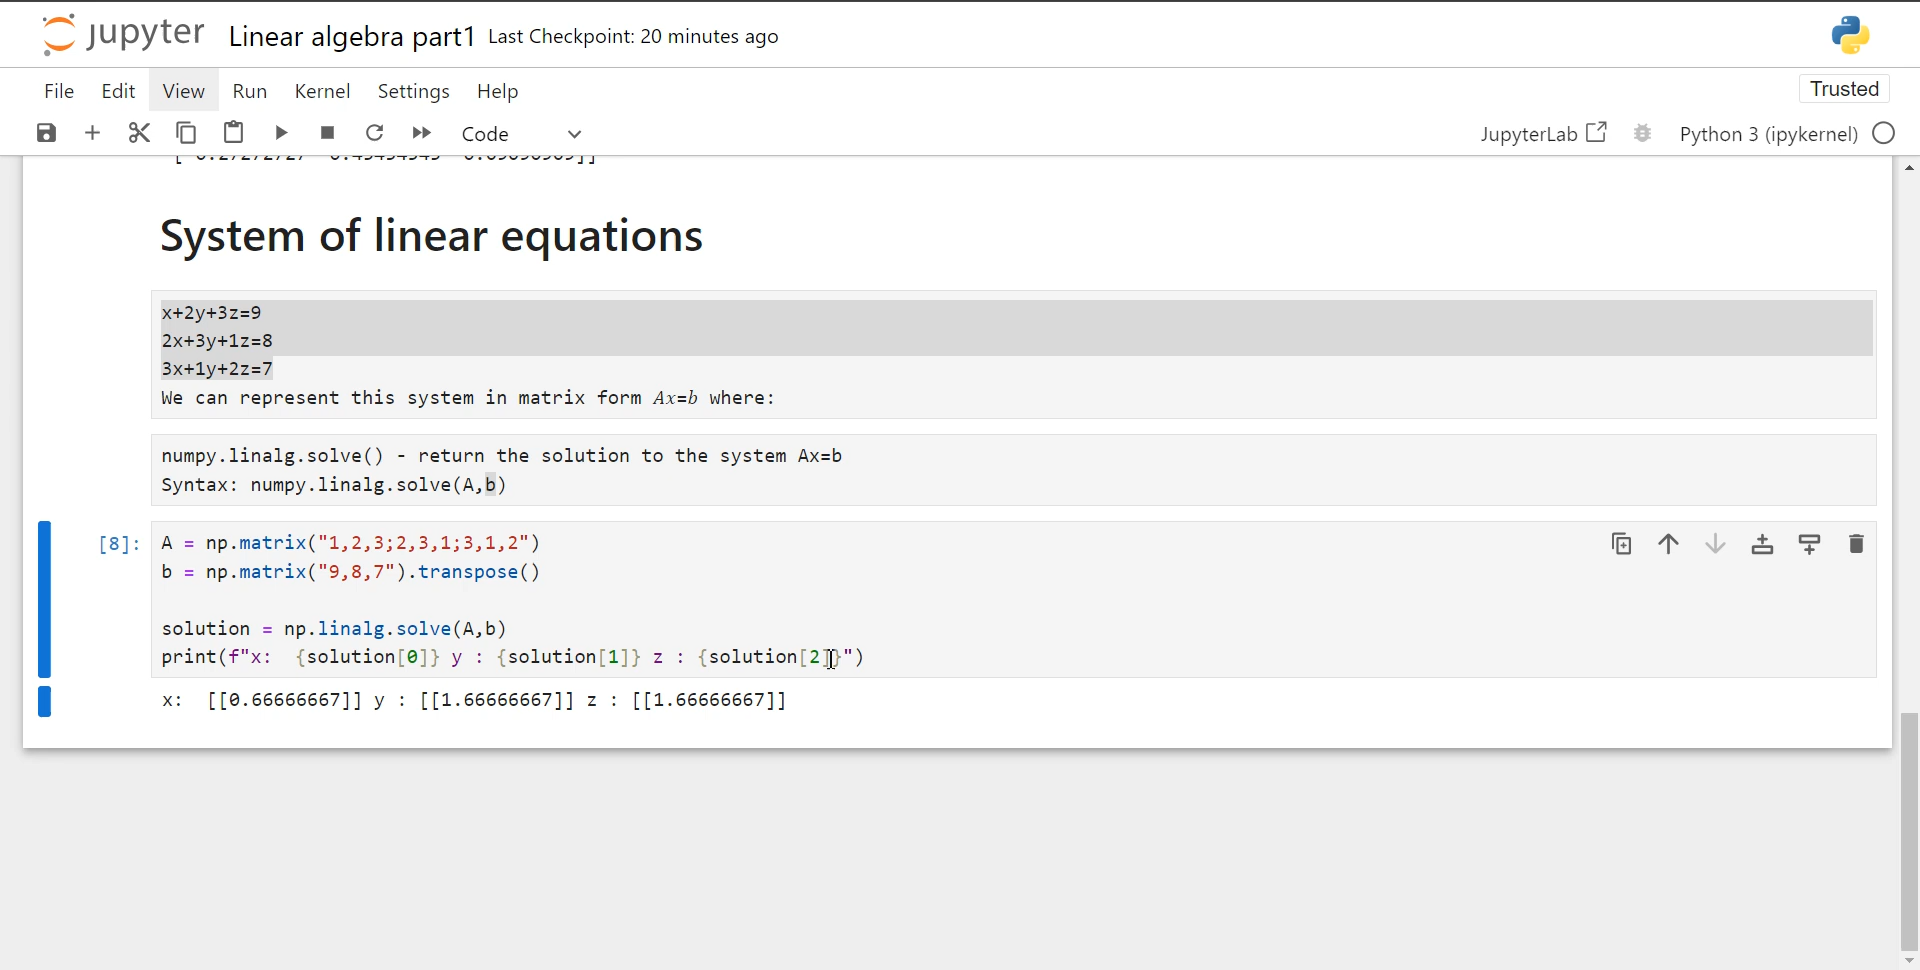 jupyter Linear algebra part1 Last Checkpoint: 20 minutes ago
File Edit View Run Kernel Settings Help Trusted
Code JupyterLab Python 3 (ipykernel)
System of linear equations
x+2y+3z=9
2x+3y+1z=8
3x+1y+2z=7
We can represent this system in matrix form Ax=b where:
numpy.linalg.solve() - return the solution to the system Ax=b
Syntax: numpy.linalg.solve(A,b)
[8]: A = np.matrix("1,2,3;2,3,1;3,1,2")
b = np.matrix("9,8,7").transpose()
solution = np.linalg.solve(A,b)
print(f"x:  {solution[0]} y : {solution[1]} z : {solution[2]}")
x:  [[0.66666667]] y : [[1.66666667]] z : [[1.66666667]]